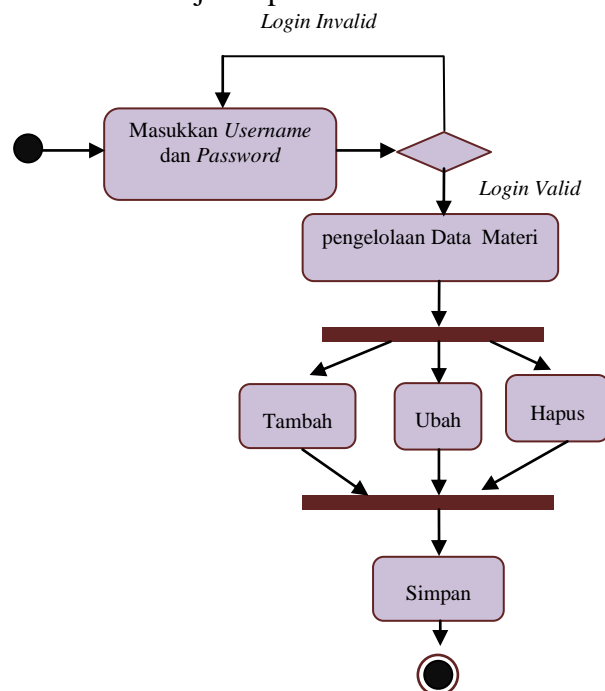 Login Invalid
Masukkan Username
dan Password
Login Valid
pengelolaan Data Materi
Tambah
Ubah
Hapus
Simpan